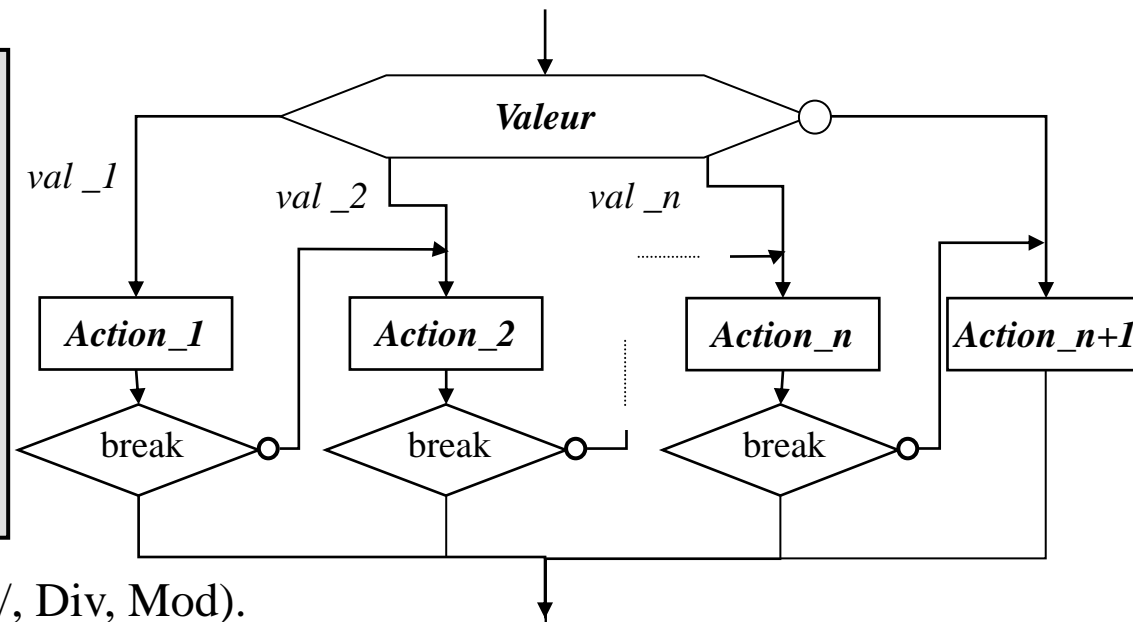 Valeur
val _1
val _2
val _n
Action_1
Action_2
Action_n
Action_n+1
break
break
break
/, Div, Mod).